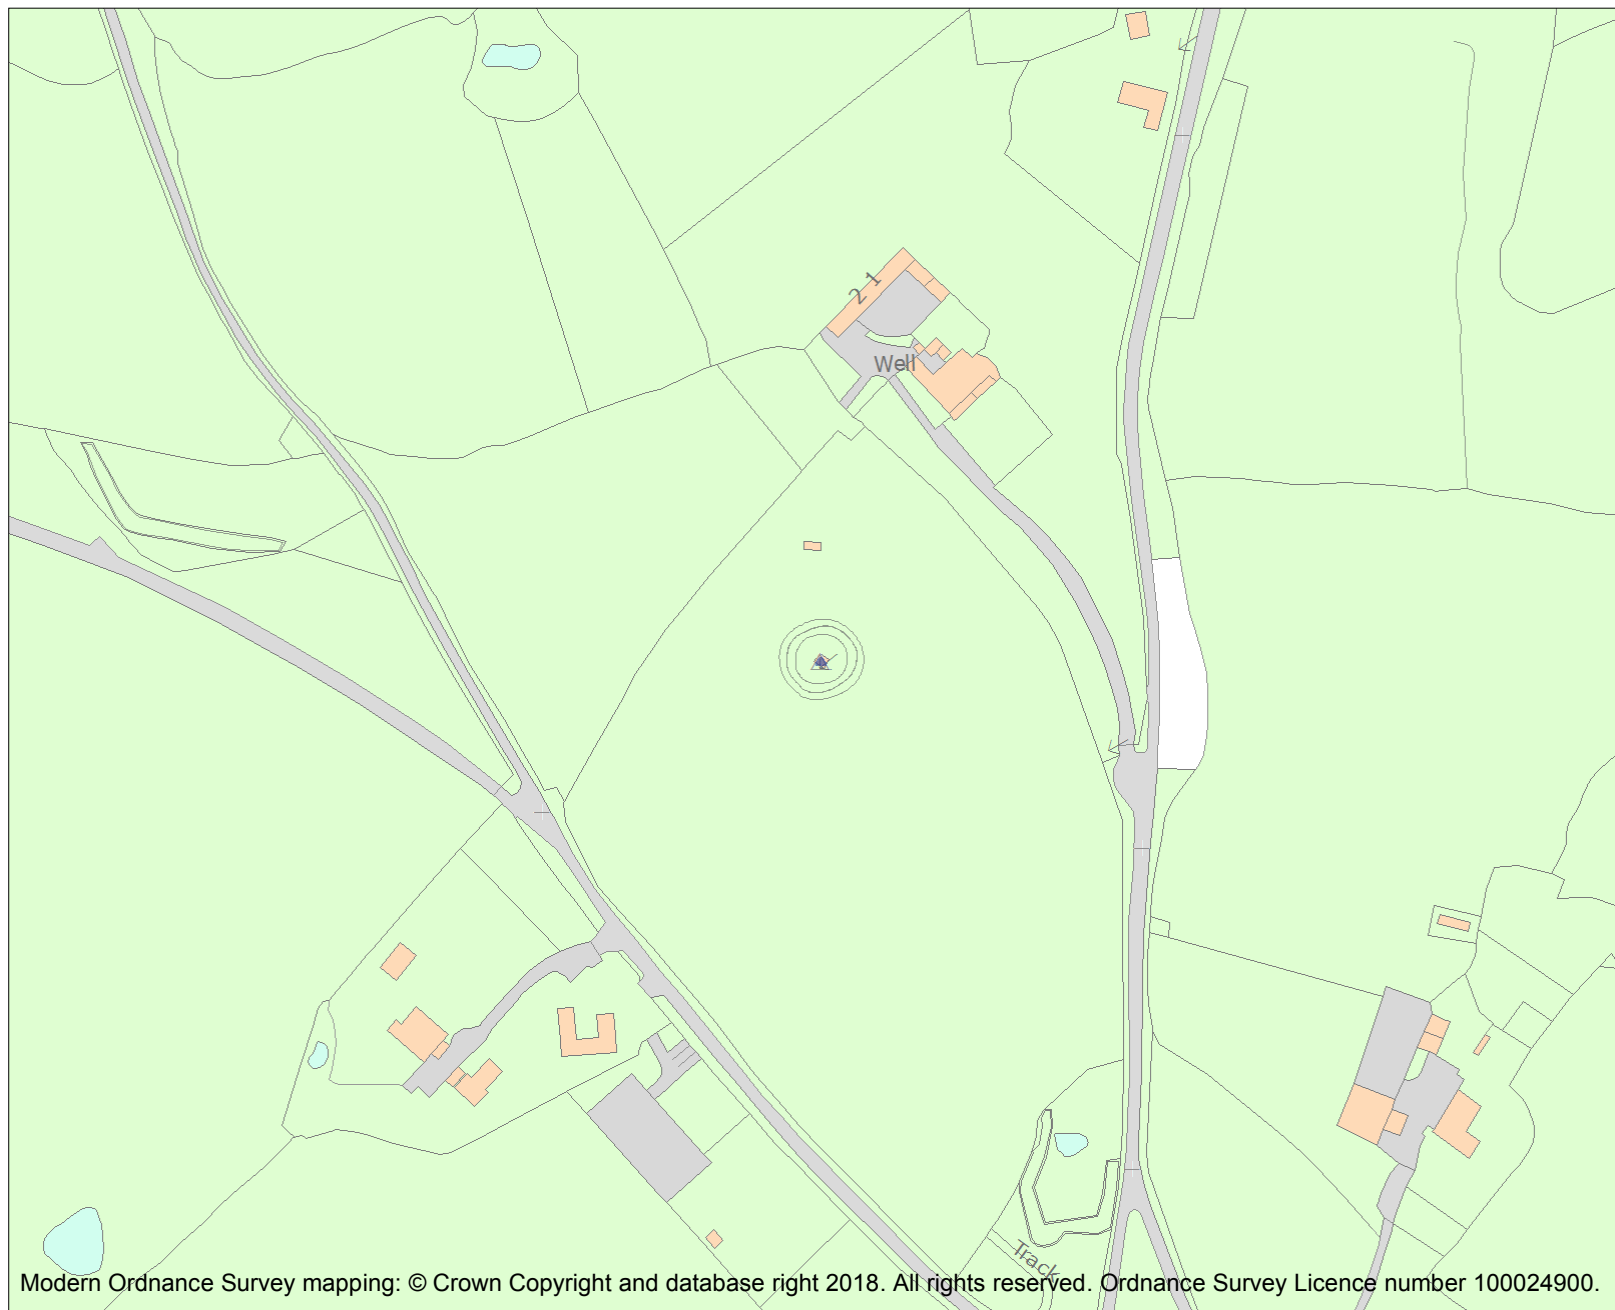 2 1
Well
Track
Modern Ordnance Survey mapping: © Crown Copyright and database right 2018. All rights reserved. Ordnance Survey Licence number 100024900.